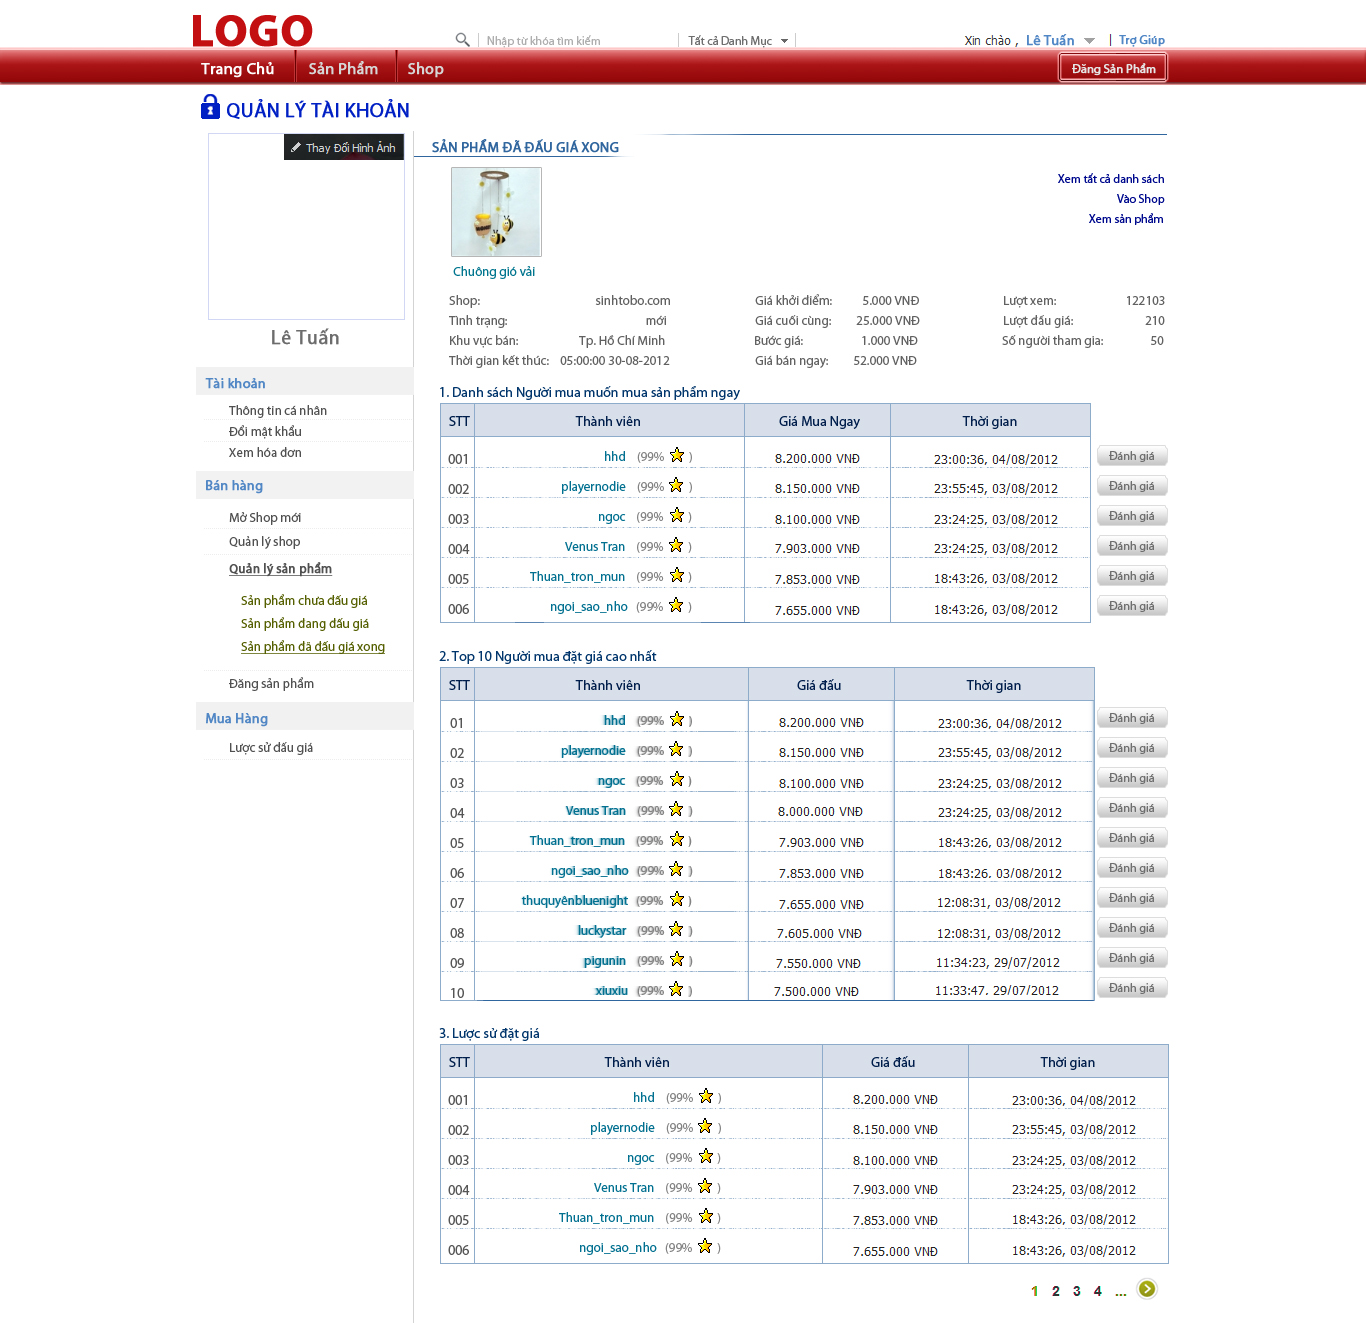 LOGO
Nhập từ khóa tìm kiếm
Tất cả Danh Mục
Xin chào , Lê Tuấn
Trợ Giúp
Trang Chủ
Sản Phẩm
Shop
Đăng Sản Phẩm
QUẢN LÝ TÀI KHOẢN
Thay Đổi Hình Ảnh
Lê Tuấn
Tài khoản
Thông tin cá nhân
Đổi mật khẩu
Xem hóa đơn
Bán hàng
Mở Shop mới
Quản lý shop
Quản lý sản phẩm
Sản phẩm chưa đấu giá
Sản phẩm đang đấu giá
Sản phẩm đã đấu giá xong
Đăng sản phẩm
Mua Hàng
Lược sử đấu giá
SẢN PHẨM ĐÃ ĐẤU GIÁ XONG
Xem tất cả danh sách
Vào Shop
Xem sản phẩm
Chuông gió vải
Shop: sinhtobo.com Giá khởi điểm: 5.000 VNĐ Lượt xem: 122103
Tình trạng: mới Giá cuối cùng: 25.000 VNĐ Lượt đấu giá: 210
Khu vực bán: Tp. Hồ Chí Minh Bước giá: 1.000 VNĐ Số người tham gia: 50
Thời gian kết thúc: 05:00:00 30-08-2012 Giá bán ngay: 52.000 VNĐ
1. Danh sách Người mua muốn mua sản phẩm ngay
STT Thành viên Giá Mua Ngay Thời gian
001 hhd (99% ) 8.200.000 VNĐ 23:00:36, 04/08/2012 Đánh giá
002 playernodie (99% ) 8.150.000 VNĐ 23:55:45, 03/08/2012 Đánh giá
003 ngoc (99% ) 8.100.000 VNĐ 23:24:25, 03/08/2012 Đánh giá
004 Venus Tran (99% ) 7.903.000 VNĐ 23:24:25, 03/08/2012 Đánh giá
005 Thuan_tron_mun (99% ) 7.853.000 VNĐ 18:43:26, 03/08/2012 Đánh giá
006 ngoi_sao_nho (99% ) 7.655.000 VNĐ 18:43:26, 03/08/2012 Đánh giá
2. Top 10 Người mua đặt giá cao nhất
STT Thành viên Giá đấu Thời gian
01 hhd (99% ) 8.200.000 VNĐ 23:00:36, 04/08/2012 Đánh giá
02 playernodie (99% ) 8.150.000 VNĐ 23:55:45, 03/08/2012 Đánh giá
03 ngoc (99% ) 8.100.000 VNĐ 23:24:25, 03/08/2012 Đánh giá
04 Venus Tran (99% ) 8.000.000 VNĐ 23:24:25, 03/08/2012 Đánh giá
05 Thuan_tron_mun (99% ) 7.903.000 VNĐ 18:43:26, 03/08/2012 Đánh giá
06 ngoi_sao_nho (99% ) 7.853.000 VNĐ 18:43:26, 03/08/2012 Đánh giá
07 thuquyênbluenight (99% ) 7.655.000 VNĐ 12:08:31, 03/08/2012 Đánh giá
08 luckystar (99% ) 7.605.000 VNĐ 12:08:31, 03/08/2012 Đánh giá
09 pigunin (99% ) 7.550.000 VNĐ 11:34:23, 29/07/2012 Đánh giá
10 xiuxiu (99% ) 7.500.000 VNĐ 11:33:47, 29/07/2012 Đánh giá
3. Lược sử đặt giá
STT Thành viên Giá đấu Thời gian
001 hhd (99% ) 8.200.000 VNĐ 23:00:36, 04/08/2012
002 playernodie (99% ) 8.150.000 VNĐ 23:55:45, 03/08/2012
003 ngoc (99% ) 8.100.000 VNĐ 23:24:25, 03/08/2012
004 Venus Tran (99% ) 7.903.000 VNĐ 23:24:25, 03/08/2012
005 Thuan_tron_mun (99% ) 7.853.000 VNĐ 18:43:26, 03/08/2012
006 ngoi_sao_nho (99% ) 7.655.000 VNĐ 18:43:26, 03/08/2012
1 2 3 4 ...